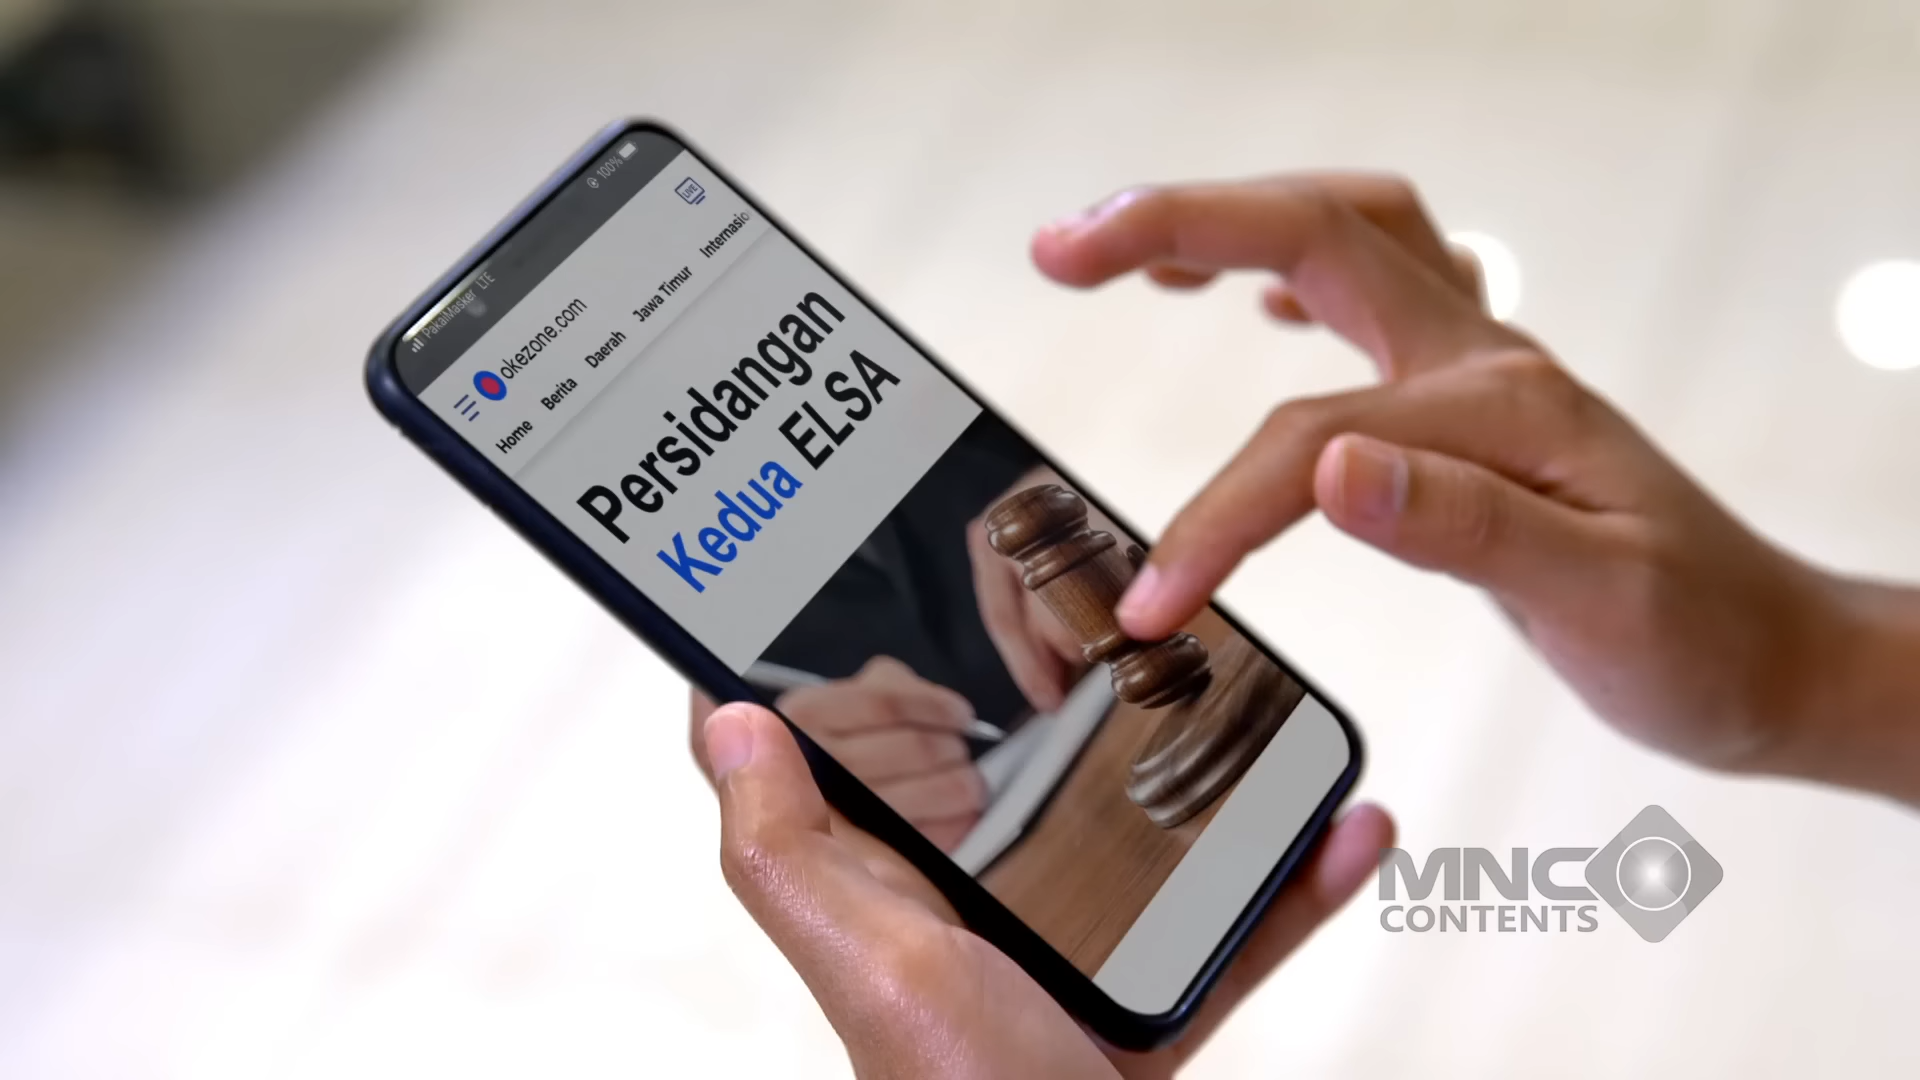 PakaiMasker LTE
100%
okezone.com
LIVE
Home Berita Daerah Jawa Timur Internasio
Persidangan
Kedua ELSA
MNC
CONTENTS